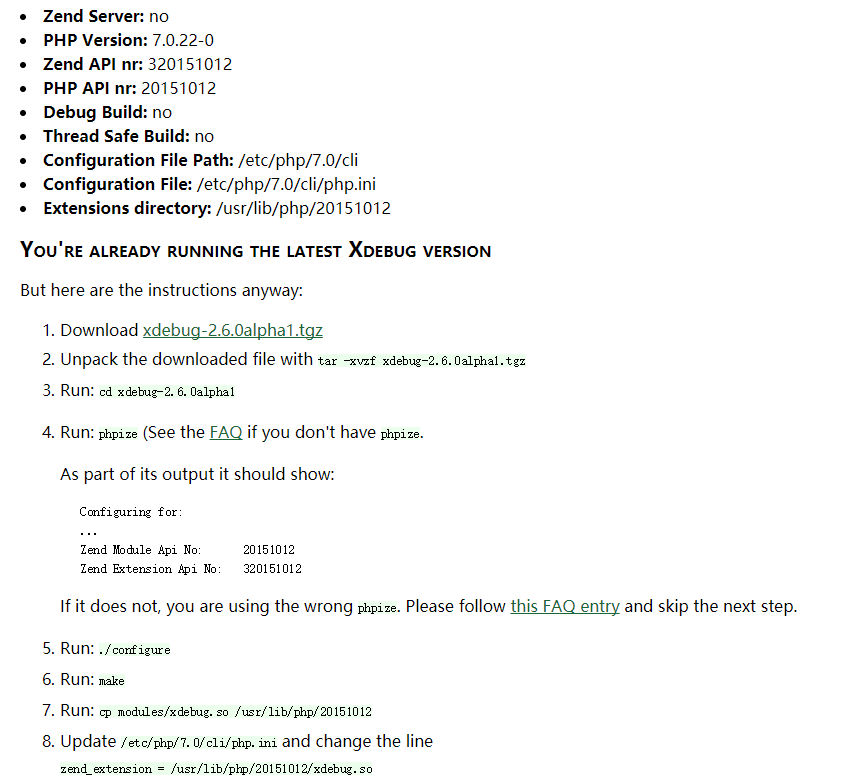 Zend Server: no
PHP Version: 7.0.22-0
Zend API nr: 320151012
PHP API nr: 20151012
Debug Build: no
Thread Safe Build: no
Configuration File Path: /etc/php/7.0/cli
Configuration File: /etc/php/7.0/cli/php.ini
Extensions directory: /usr/lib/php/20151012
You're already running the latest Xdebug version
But here are the instructions anyway:
1. Download xdebug-2.6.0alpha1.tgz
2. Unpack the downloaded file with tar -xvzf xdebug-2.6.0alpha1.tgz
3. Run: cd xdebug-2.6.0alpha1
4. Run: phpize (See the FAQ if you don't have phpize.
As part of its output it should show:
Configuring for:
...
Zend Module Api No: 20151012
Zend Extension Api No: 320151012
If it does not, you are using the wrong phpize. Please follow this FAQ entry and skip the next step.
5. Run: ./configure
6. Run: make
7. Run: cp modules/xdebug.so /usr/lib/php/20151012
8. Update /etc/php/7.0/cli/php.ini and change the line
zend_extension = /usr/lib/php/20151012/xdebug.so